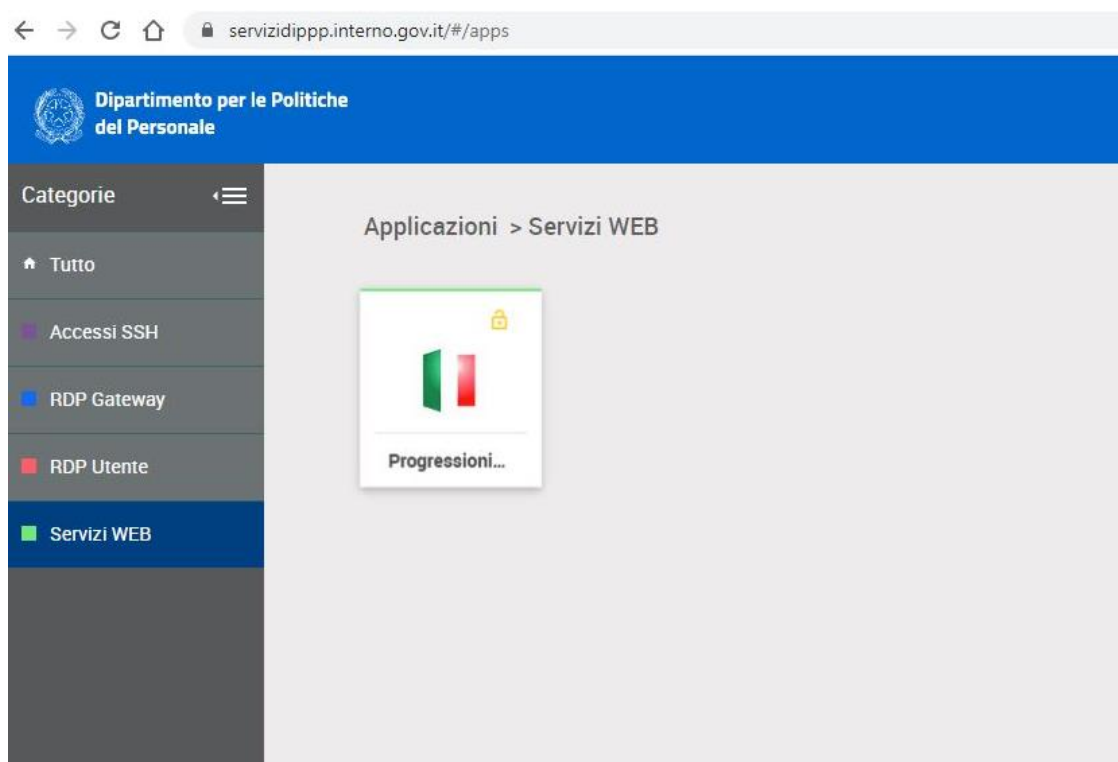 servizidippp.interno.gov.it/#/apps
Dipartimento per le Politiche
del Personale
Categorie
Applicazioni > Servizi WEB
Tutto
Accessi SSH
RDP Gateway
RDP Utente
Servizi WEB
Progressioni...